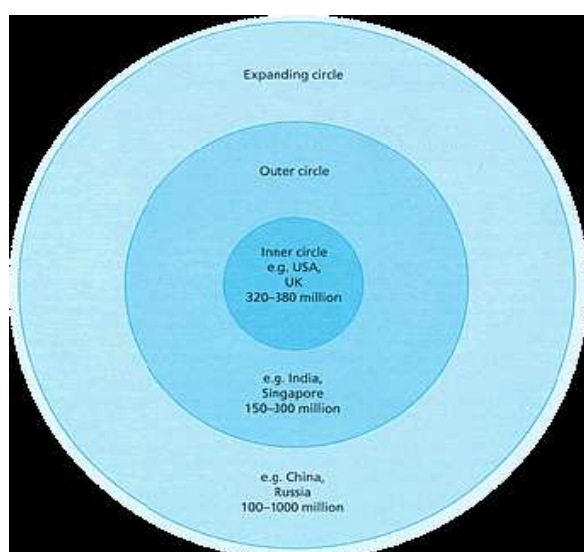 Expanding circle
Outer circle
Inner circle
e.g. USA,
UK
320–380 million
e.g. India,
Singapore
150–300 million
e.g. China,
Russia
100–1000 million